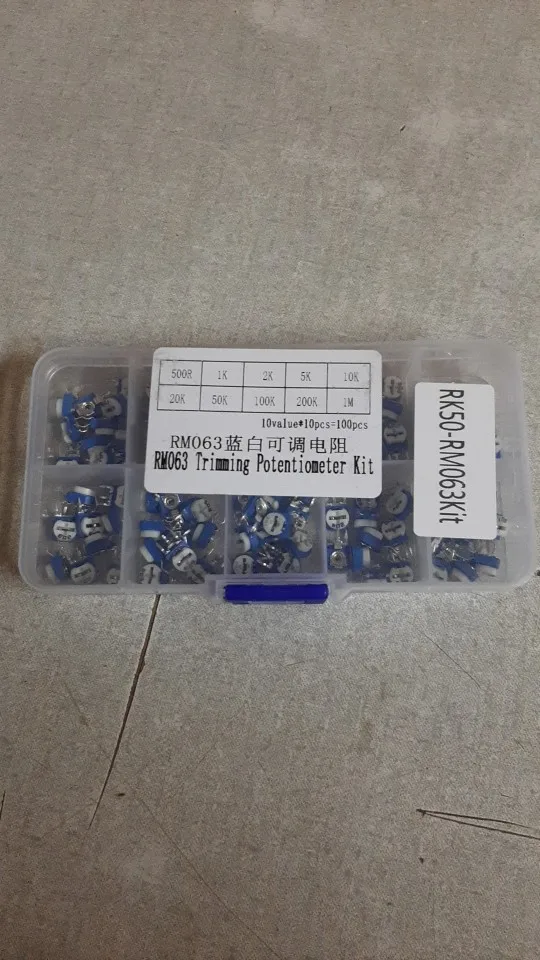 500R 1K 2K 5K 10K
20K 50K 100K 200K 1M
10value*10pcs=100pcs
RM063蓝白可调电阻
RM063 Trimming Potentiometer Kit
RK50-RM063Kit